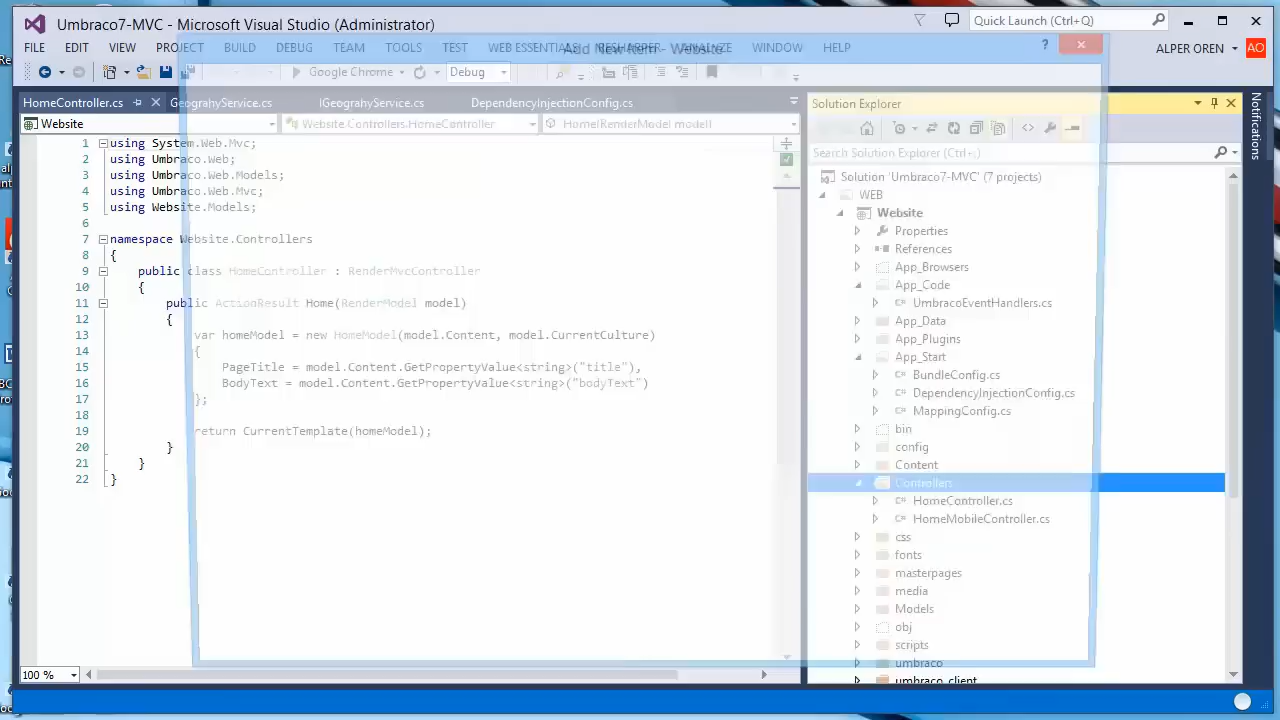 Umbraco7-MVC - Microsoft Visual Studio (Administrator)
Quick Launch (Ctrl+Q)
FILE EDIT VIEW PROJECT BUILD DEBUG TEAM TOOLS TEST WEB ESSENTIALS RESHARPER ANALYZE WINDOW HELP
Add New Item - Website
?
ALPER OREN AO
Google Chrome Debug
HomeController.cs GeograhyService.cs IGeograhyService.cs DependencyInjectionConfig.cs
Website Website.Controllers.HomeController Home(RenderModel model)
1 using System.Web.Mvc;
2 using Umbraco.Web;
3 using Umbraco.Web.Models;
4 using Umbraco.Web.Mvc;
5 using Website.Models;
6
7 namespace Website.Controllers
8 {
9 public class HomeController : RenderMvcController
10 {
11 public ActionResult Home(RenderModel model)
12 {
13 var homeModel = new HomeModel(model.Content, model.CurrentCulture)
14 {
15 PageTitle = model.Content.GetPropertyValue<string>("title"),
16 BodyText = model.Content.GetPropertyValue<string>("bodyText")
17 };
18
19 return CurrentTemplate(homeModel);
20 }
21 }
22 }
100 %
Solution Explorer
Search Solution Explorer (Ctrl+ç)
Solution 'Umbraco7-MVC' (7 projects)
WEB
Website
Properties
References
App_Browsers
App_Code
UmbracoEventHandlers.cs
App_Data
App_Plugins
App_Start
BundleConfig.cs
DependencyInjectionConfig.cs
MappingConfig.cs
bin
config
Content
Controllers
HomeController.cs
HomeMobileController.cs
css
fonts
masterpages
media
Models
obj
scripts
umbraco
umbraco_client
Notifications